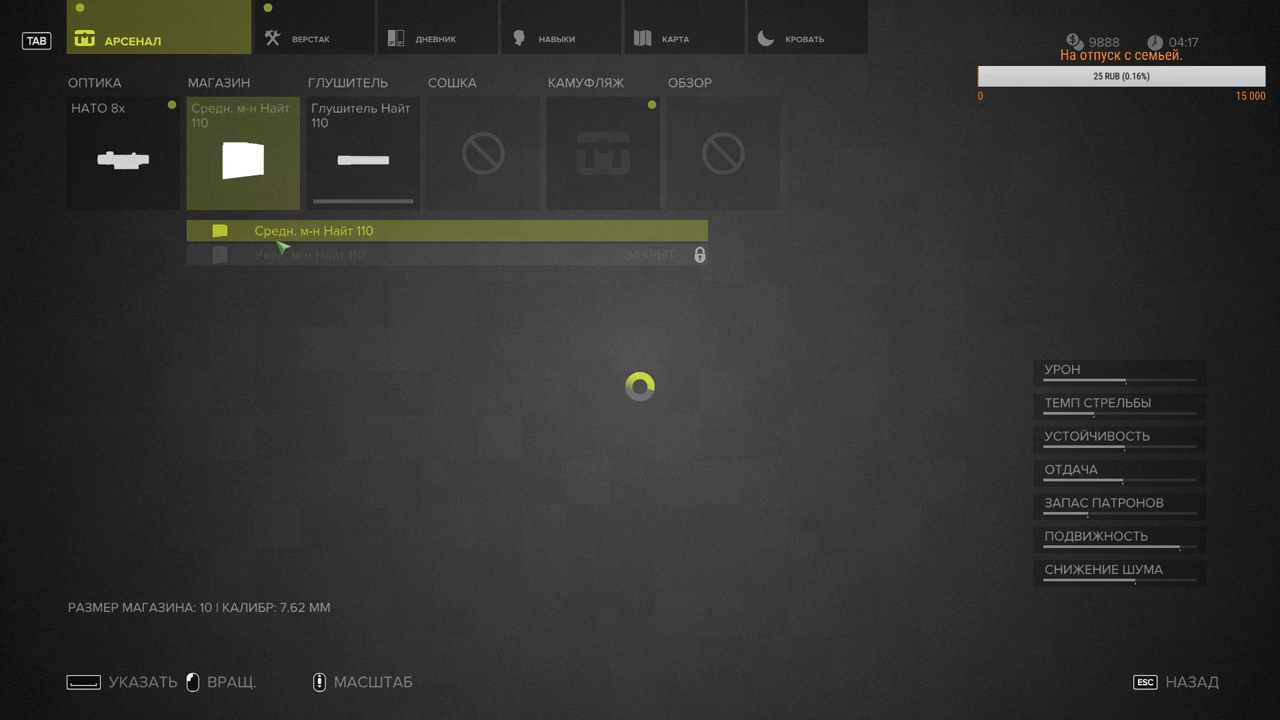 TAB
АРСЕНАЛ
ВЕРСТАК
ДНЕВНИК
НАВЫКИ
КАРТА
КРОВАТЬ
9888
04:17
На отпуск с семьей.
25 RUB (0.16%)
0
15 000
ОПТИКА
МАГАЗИН
ГЛУШИТЕЛЬ
СОШКА
КАМУФЛЯЖ
ОБЗОР
НАТО 8x
Средн. м-н Найт
110
Глушитель Найт
110
Средн. м-н Найт 110
Увел. м-н Найт 110
ЗАКРЫТ
УРОН
ТЕМП СТРЕЛЬБЫ
УСТОЙЧИВОСТЬ
ОТДАЧА
ЗАПАС ПАТРОНОВ
ПОДВИЖНОСТЬ
СНИЖЕНИЕ ШУМА
РАЗМЕР МАГАЗИНА: 10 | КАЛИБР: 7.62 ММ
УКАЗАТЬ
ВРАЩ.
МАСШТАБ
ESC
НАЗАД